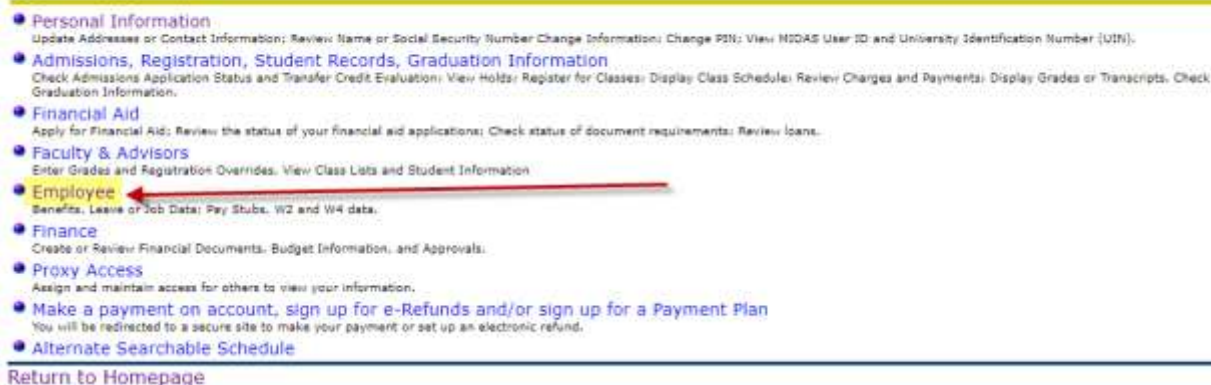 Personal Information
Update Addresses or Contact Information; Review Name or Social Security Number Change Information; Change PIN; View MIDAS User ID and University Identification Number (UIN).
Admissions, Registration, Student Records, Graduation Information
Check Admissions Application Status and Transfer Credit Evaluation; View Holds; Register for Classes; Display Class Schedule; Review Charges and Payments; Display Grades or Transcripts. Check
Graduation Information.
Financial Aid
Apply for Financial Aid; Review the status of your financial aid applications; Check status of document requirements; Review loans.
Faculty & Advisors
Enter Grades and Registration Overrides, View Class Lists and Student Information
Employee
Benefits, Leave or Job Data; Pay Stubs, W2 and W4 data.
Finance
Create or Review Financial Documents, Budget Information, and Approvals.
Proxy Access
Assign and maintain access for others to view your information.
Make a payment on account, sign up for e-Refunds and/or sign up for a Payment Plan
You will be redirected to a secure site to make your payment or set up an electronic refund.
Alternate Searchable Schedule
Return to Homepage